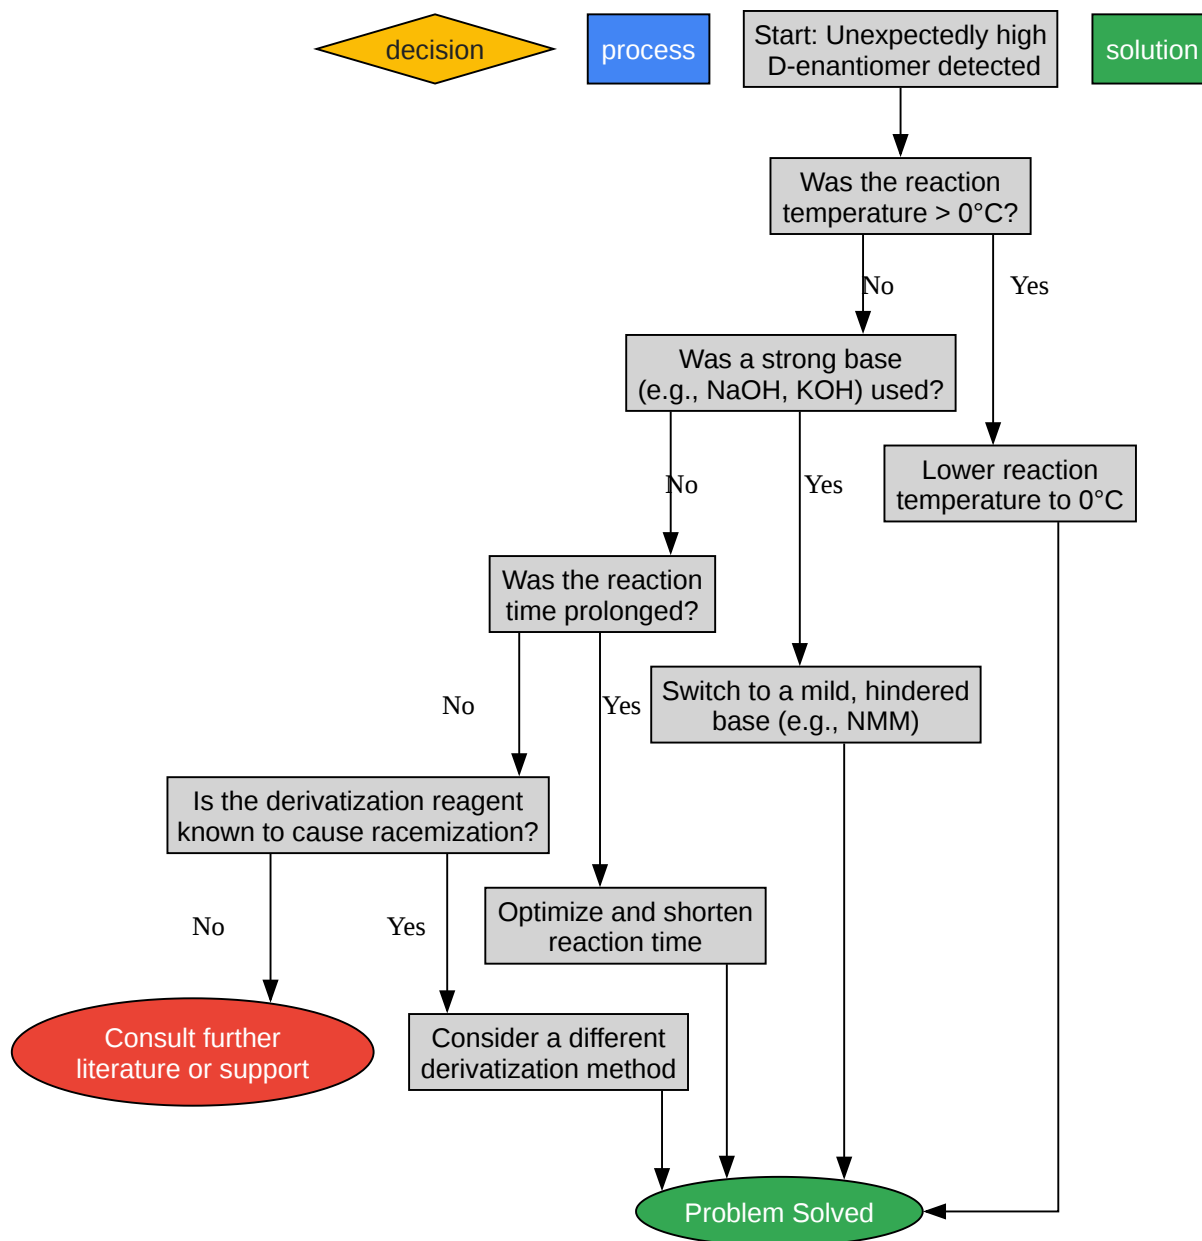 decision
process
Start: Unexpectedly high
D-enantiomer detected
solution
Was the reaction
temperature > 0°C?
No
Yes
Was a strong base
(e.g., NaOH, KOH) used?
Lower reaction
temperature to 0°C
No
Yes
Was the reaction
time prolonged?
Switch to a mild, hindered
base (e.g., NMM)
No
Yes
Is the derivatization reagent
known to cause racemization?
Optimize and shorten
reaction time
No
Yes
Consult further
literature or support
Consider a different
derivatization method
Problem Solved